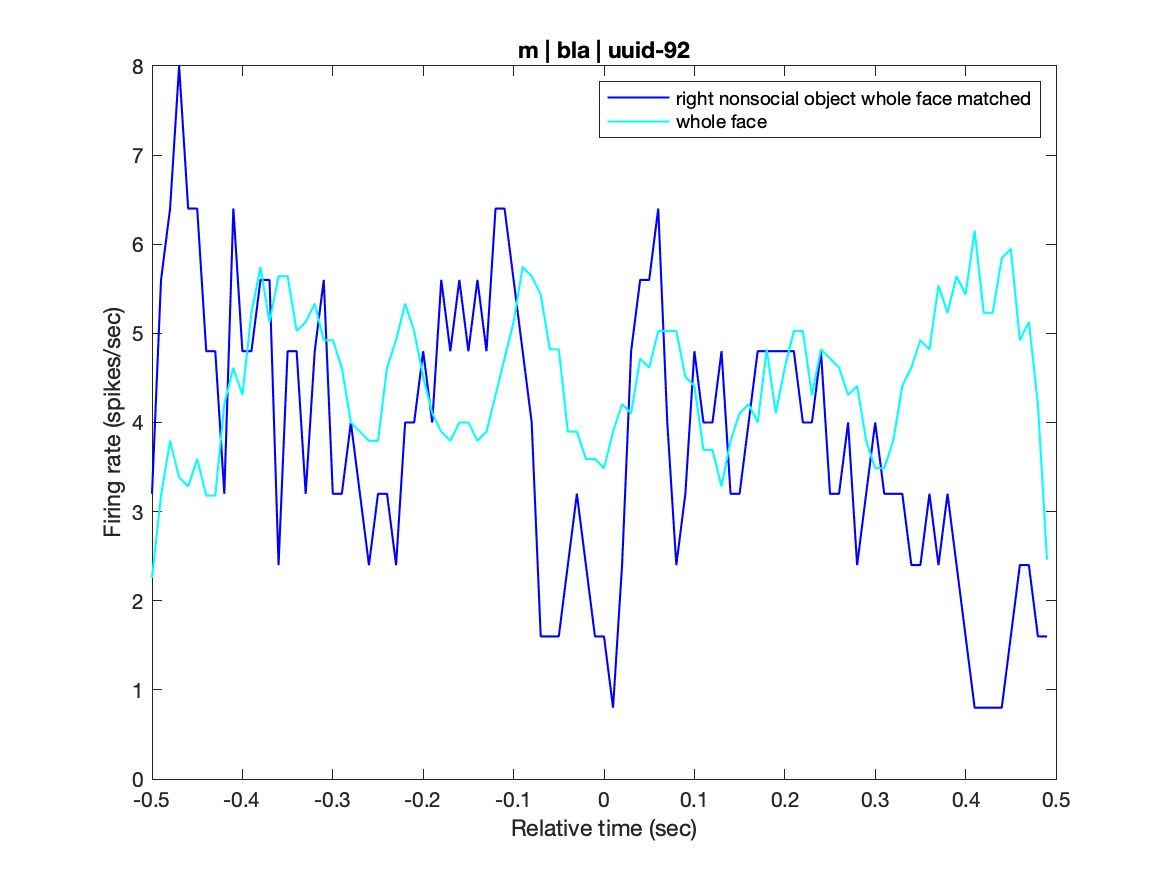 m | bla | uuid-92
right nonsocial object whole face matched
whole face
Firing rate (spikes/sec)
8
7
6
5
4
3
2
1
0
-0.5 -0.4 -0.3 -0.2 -0.1 0 0.1 0.2 0.3 0.4 0.5
Relative time (sec)